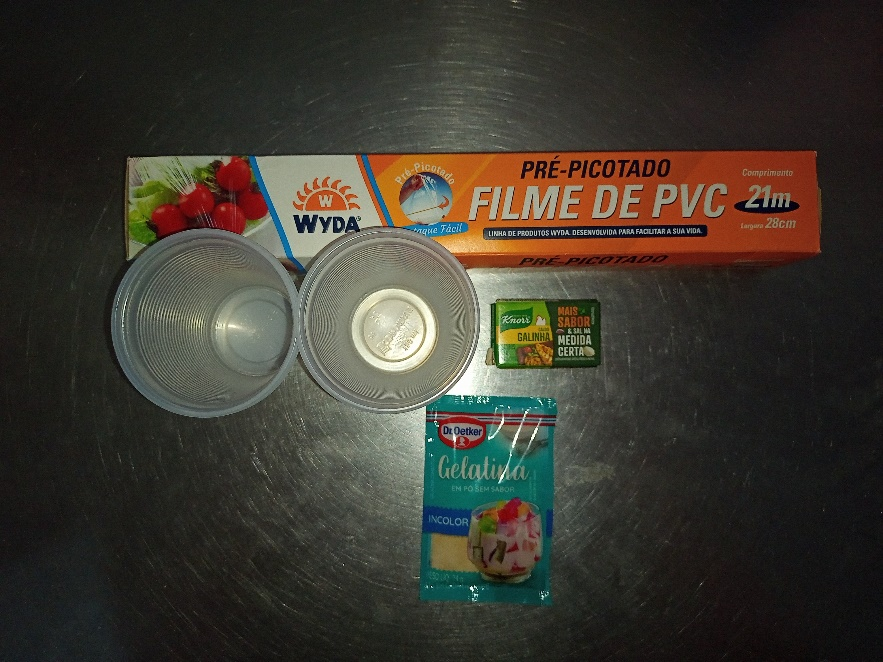 PRÉ-PICOTADO
FILME DE PVC
LINHA DE PRODUTOS WYDA. DESENVOLVIDA PARA FACILITAR A SUA VIDA.
Comprimento
21m
Largura 28cm
Pré-Picotado
taque Fácil
W
WYDA
PRÉ-PICOTADO
Knorr
GALINHA
MAIS
SABOR
& SAL NA
MEDIDA
CERTA
Dr.Oetker
Gelatina
EM PÓ SEM SABOR
INCOLOR